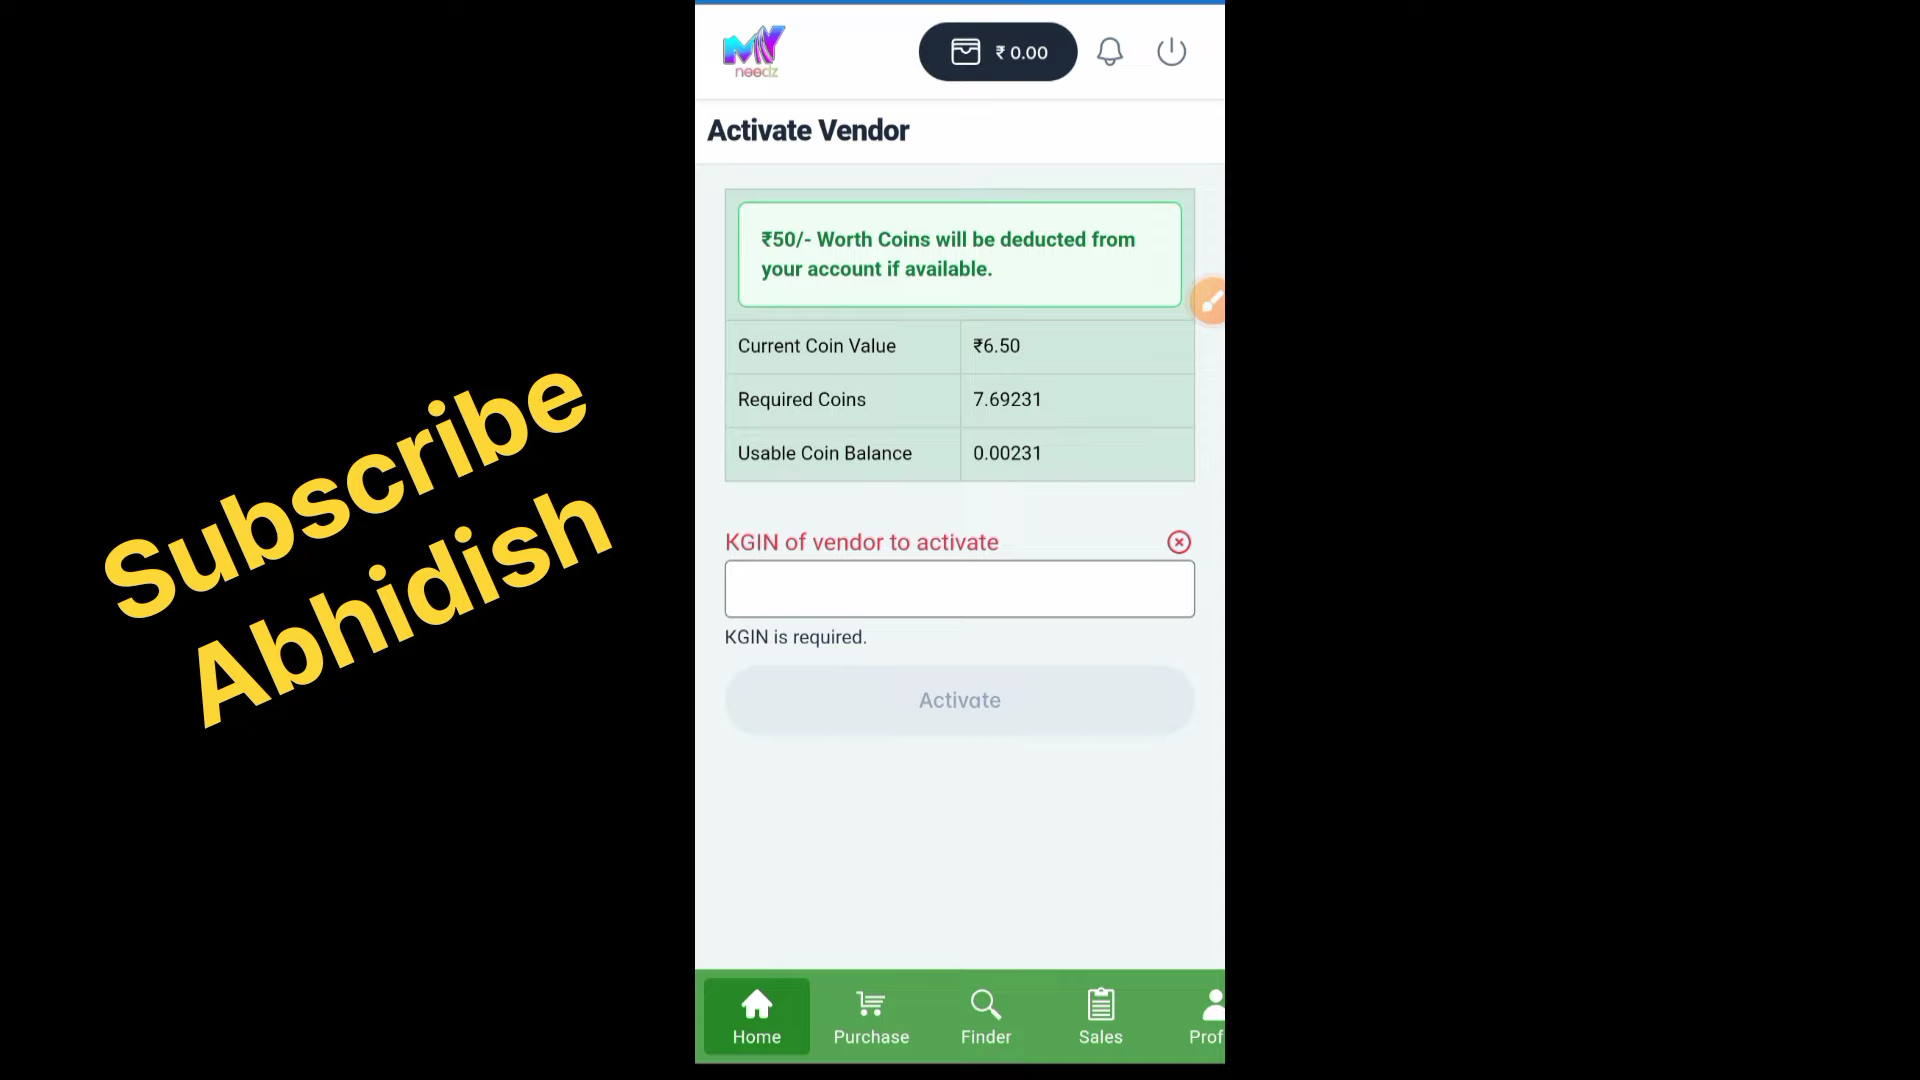 MY
needz
₹ 0.00
Activate Vendor
₹50/- Worth Coins will be deducted from
your account if available.
Current Coin Value ₹6.50
Required Coins 7.69231
Usable Coin Balance 0.00231
KGIN of vendor to activate
KGIN is required.
Activate
Home Purchase Finder Sales Prof
Subscribe
Abhidish